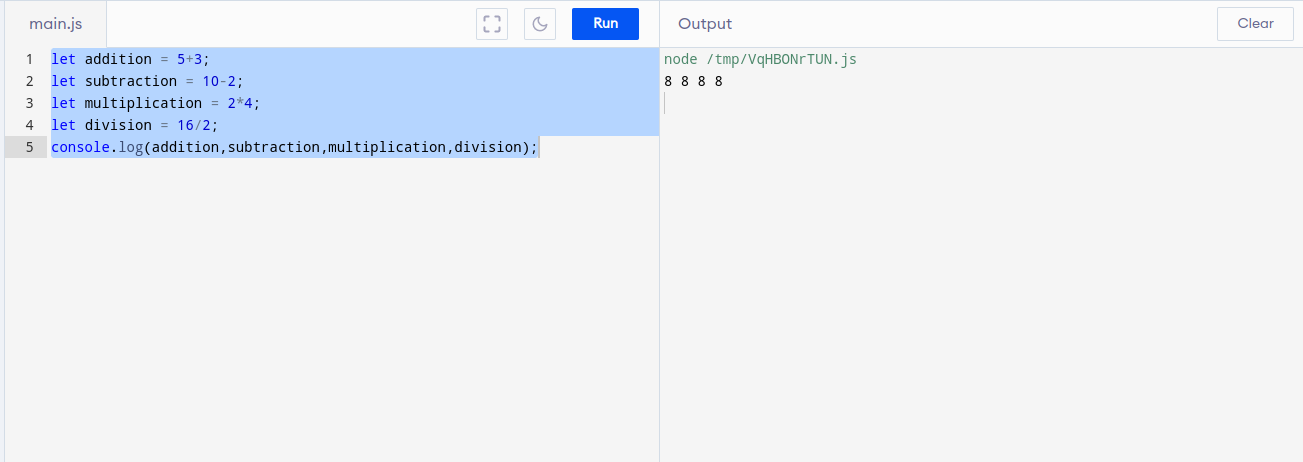 main.js
Run
1 let addition = 5+3;
2 let subtraction = 10-2;
3 let multiplication = 2*4;
4 let division = 16/2;
5 console.log(addition,subtraction,multiplication,division);
Output
Clear
node /tmp/VqHBONrTUN.js
8 8 8 8